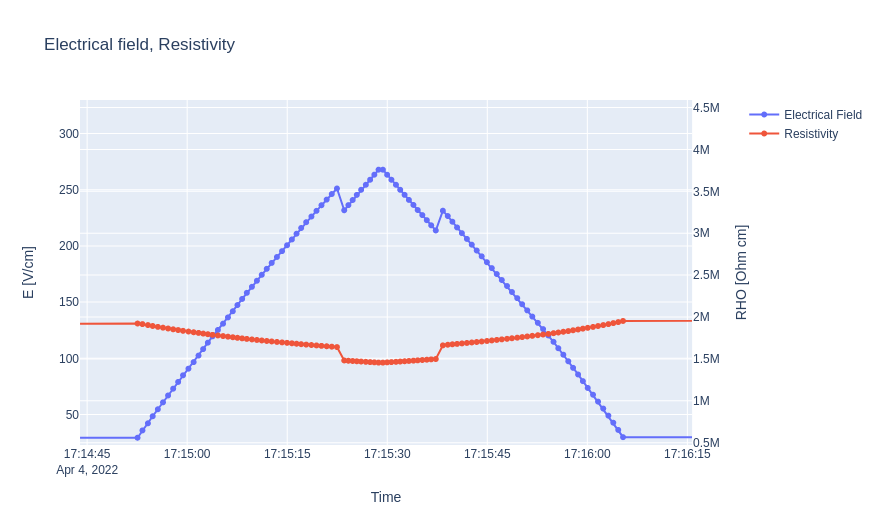 Electrical field, Resistivity
Electrical Field
Resistivity
E [V/cm]
300
250
200
150
100
50
4.5M
4M
3.5M
3M
2.5M
2M
1.5M
1M
0.5M
RHO [Ohm cm]
17:14:45
Apr 4, 2022
17:15:00
17:15:15
17:15:30
17:15:45
17:16:00
17:16:15
Time